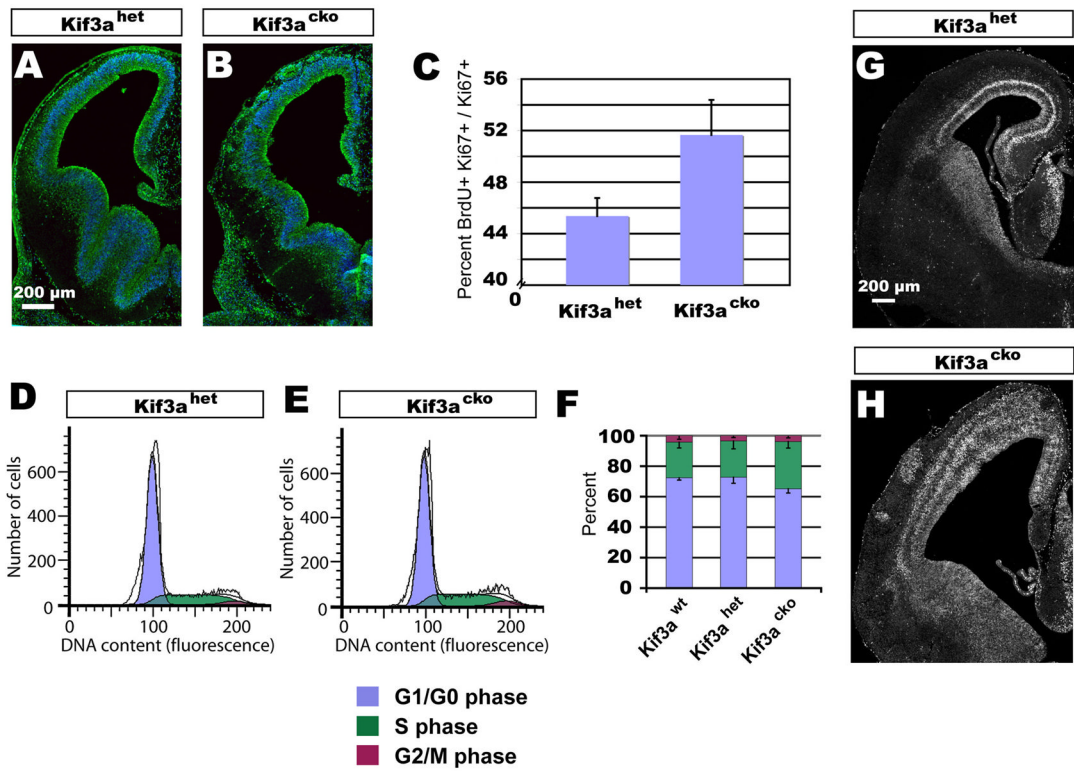 Kif3a het
Kif3a cko
A
B
200 µm
C
Percent BrdU+ Ki67+ / Ki67+
56
52
48
44
40
0
Kif3a het
Kif3a cko
Kif3a het
G
200 µm
Kif3a cko
H
D
Kif3a het
Number of cells
600
400
200
0
0
100
200
DNA content (fluorescence)
E
Kif3a cko
Number of cells
600
400
200
0
0
100
200
DNA content (fluorescence)
F
Percent
100
80
60
40
20
0
Kif3a wt
Kif3a het
Kif3a cko
G1/G0 phase
S phase
G2/M phase